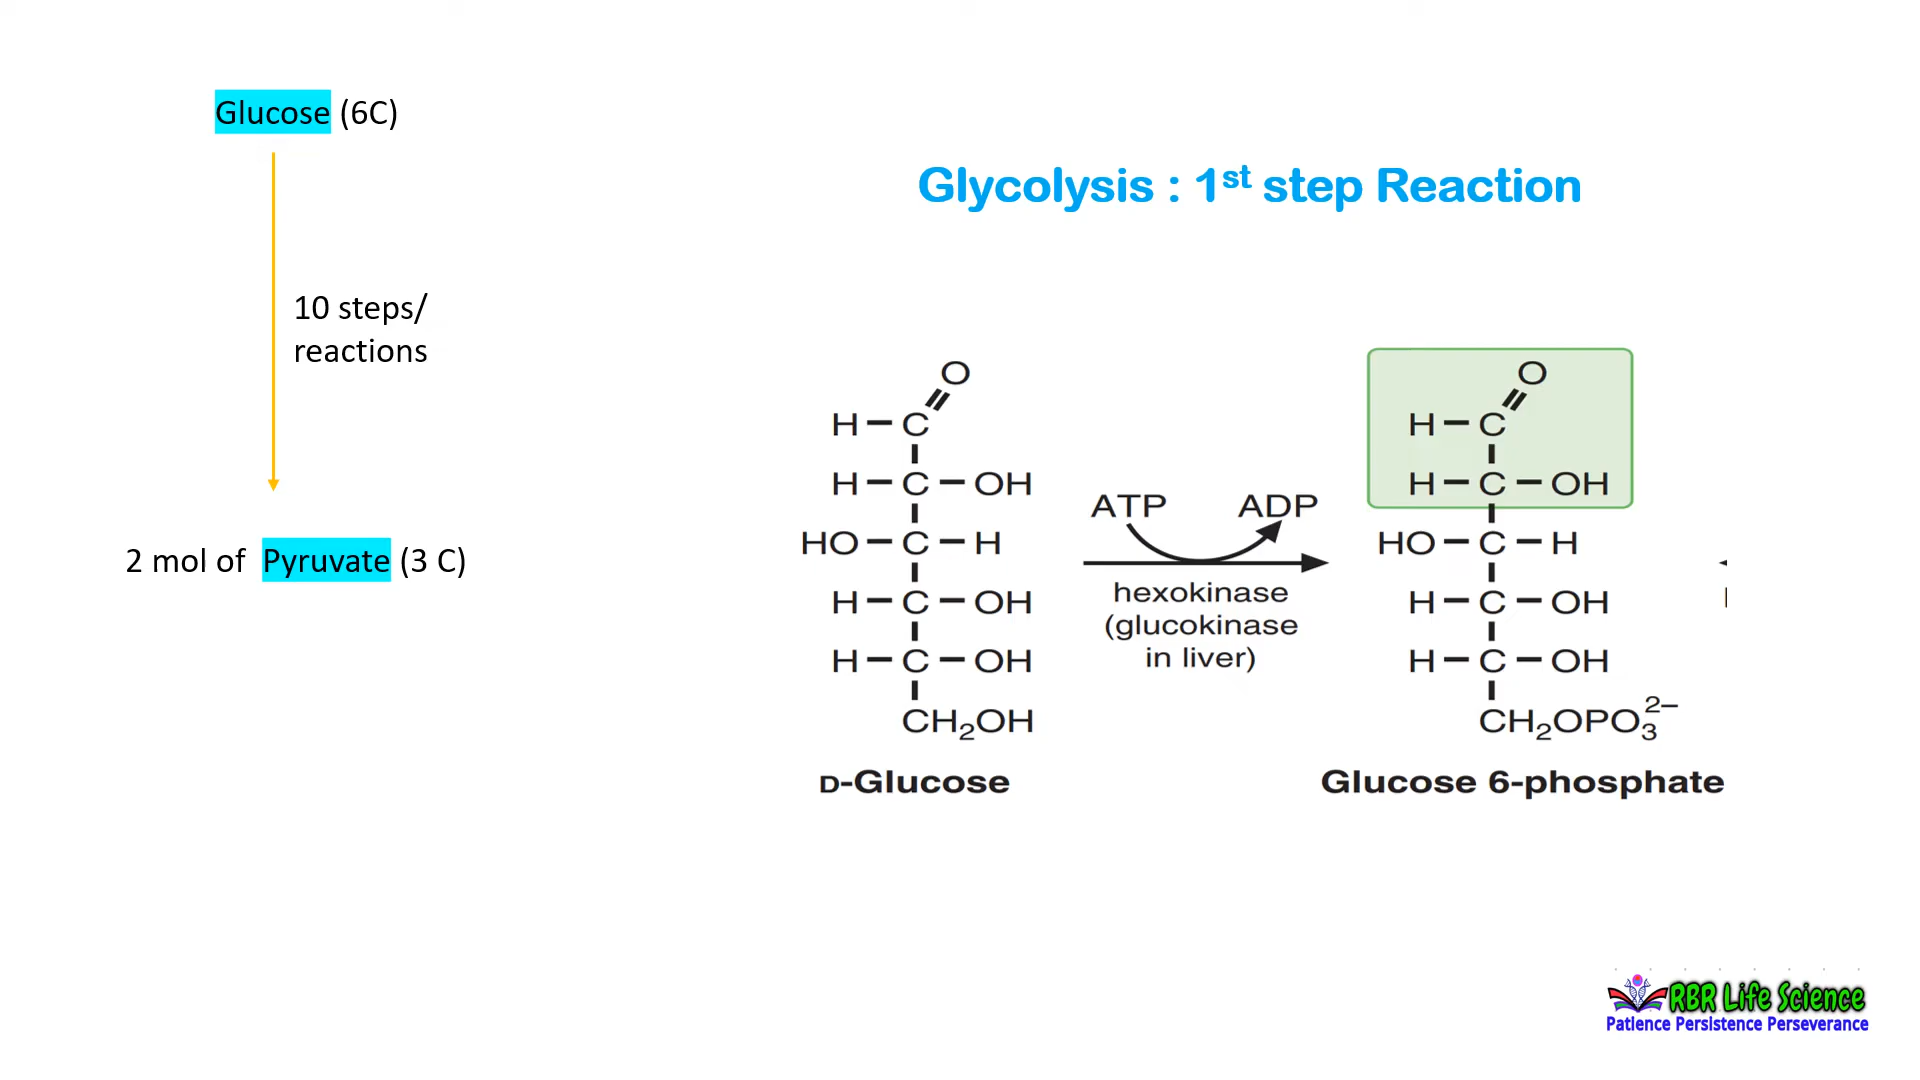 Glucose (6C)
Glycolysis : 1st step Reaction
10 steps/
reactions
2 mol of Pyruvate (3 C)
O
H – C
H – C – OH
HO – C – H
H – C – OH
H – C – OH
CH2OH
D-Glucose
ATP ADP
hexokinase
(glucokinase
in liver)
O
H – C
H – C – OH
HO – C – H
H – C – OH
H – C – OH
CH2OPO3 2–
Glucose 6-phosphate
RBR Life Science
Patience Persistence Perseverance